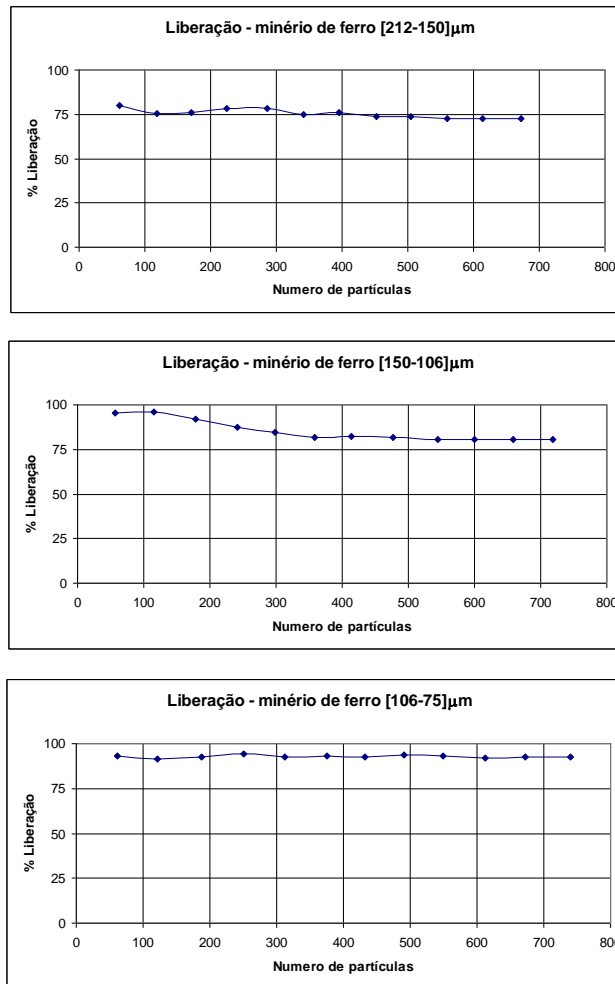 Liberação - minério de ferro [212-150]µm
100
75
50
25
0
% Liberação
0 100 200 300 400 500 600 700 800
Numero de partículas
Liberação - minério de ferro [150-106]µm
100
75
50
25
0
% Liberação
0 100 200 300 400 500 600 700 800
Numero de partículas
Liberação - minério de ferro [106-75]µm
100
75
50
25
0
% Liberação
0 100 200 300 400 500 600 700 800
Numero de partículas